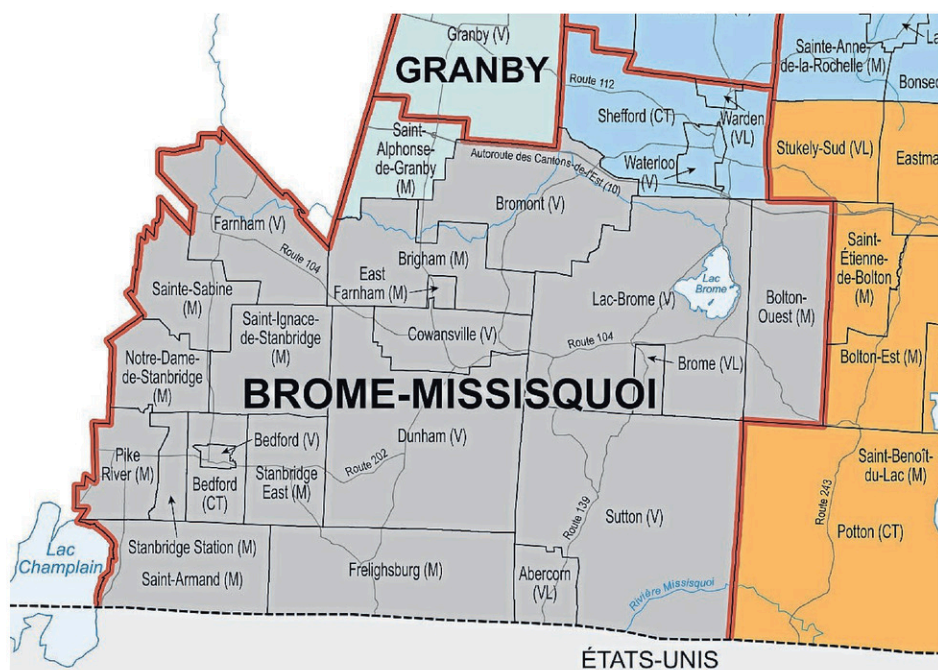 Granby (V)
GRANBY
Route 112
Sainte-Anne-
de-la-Rochelle (M)
Shefford (CT)
Warden
(VL)
Waterloo
(V)
Stukely-Sud (VL)
Saint-
Alphonse-
de-Granby
(M)
Autoroute des Cantons-de-l'Est (10)
Bromont (V)
Farnham (V)
Route 104
Brigham (M)
East
Farnham (M)
Lac-Brome (V)
Lac
Brome
Bolton-
Ouest (M)
Saint-
Étienne-
de-Bolton
(M)
Sainte-Sabine
(M)
Saint-Ignace-
de-Stanbridge
(M)
Cowansville (V)
Route 104
Brome (VL)
Bolton-Est (M)
Notre-Dame-
de-Stanbridge
(M)
BROME-MISSISQUOI
Pike
River (M)
Bedford (V)
Bedford
(CT)
Stanbridge
East (M)
Dunham (V)
Route 202
Saint-Benoît-
du-Lac (M)
Route 243
Potton (CT)
Route 139
Sutton (V)
Stanbridge Station (M)
Saint-Armand (M)
Frelighsburg (M)
Abercorn
(VL)
Rivière Missisquoi
Lac
Champlain
ÉTATS-UNIS